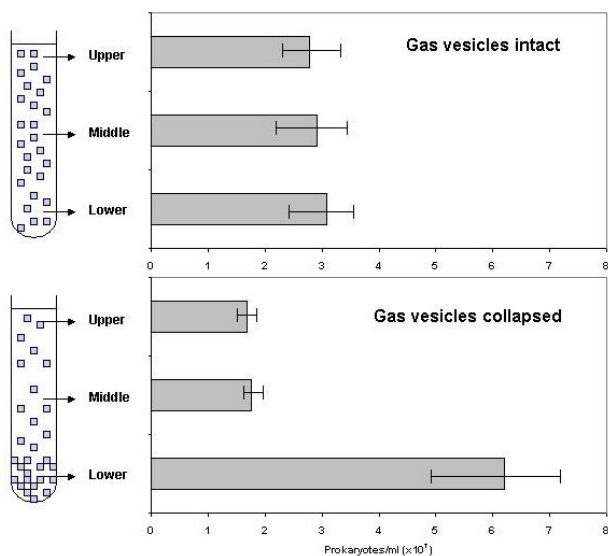 Gas vesicles intact
Upper
Middle
Lower
0 1 2 3 4 5 6 7 8
Gas vesicles collapsed
Upper
Middle
Lower
0 1 2 3 4 5 6 7 8
Prokaryotes/ml (×10⁷)